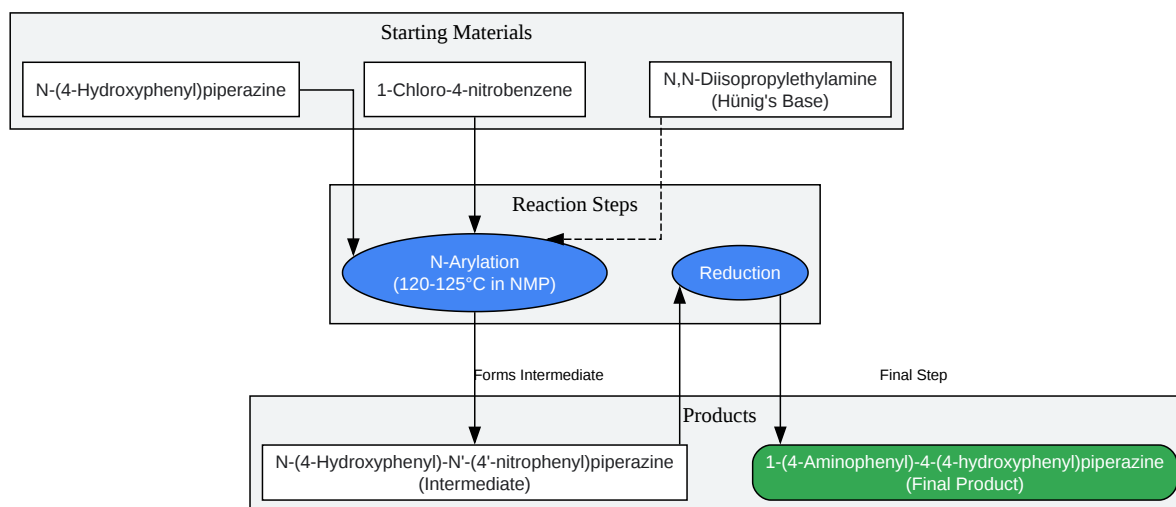 Starting Materials
N-(4-Hydroxyphenyl)piperazine
1-Chloro-4-nitrobenzene
N,N-Diisopropylethylamine
(Hünig's Base)
Reaction Steps
N-Arylation
(120-125°C in NMP)
Reduction
Forms Intermediate
Final Step
Products
N-(4-Hydroxyphenyl)-N'-(4'-nitrophenyl)piperazine
(Intermediate)
1-(4-Aminophenyl)-4-(4-hydroxyphenyl)piperazine
(Final Product)